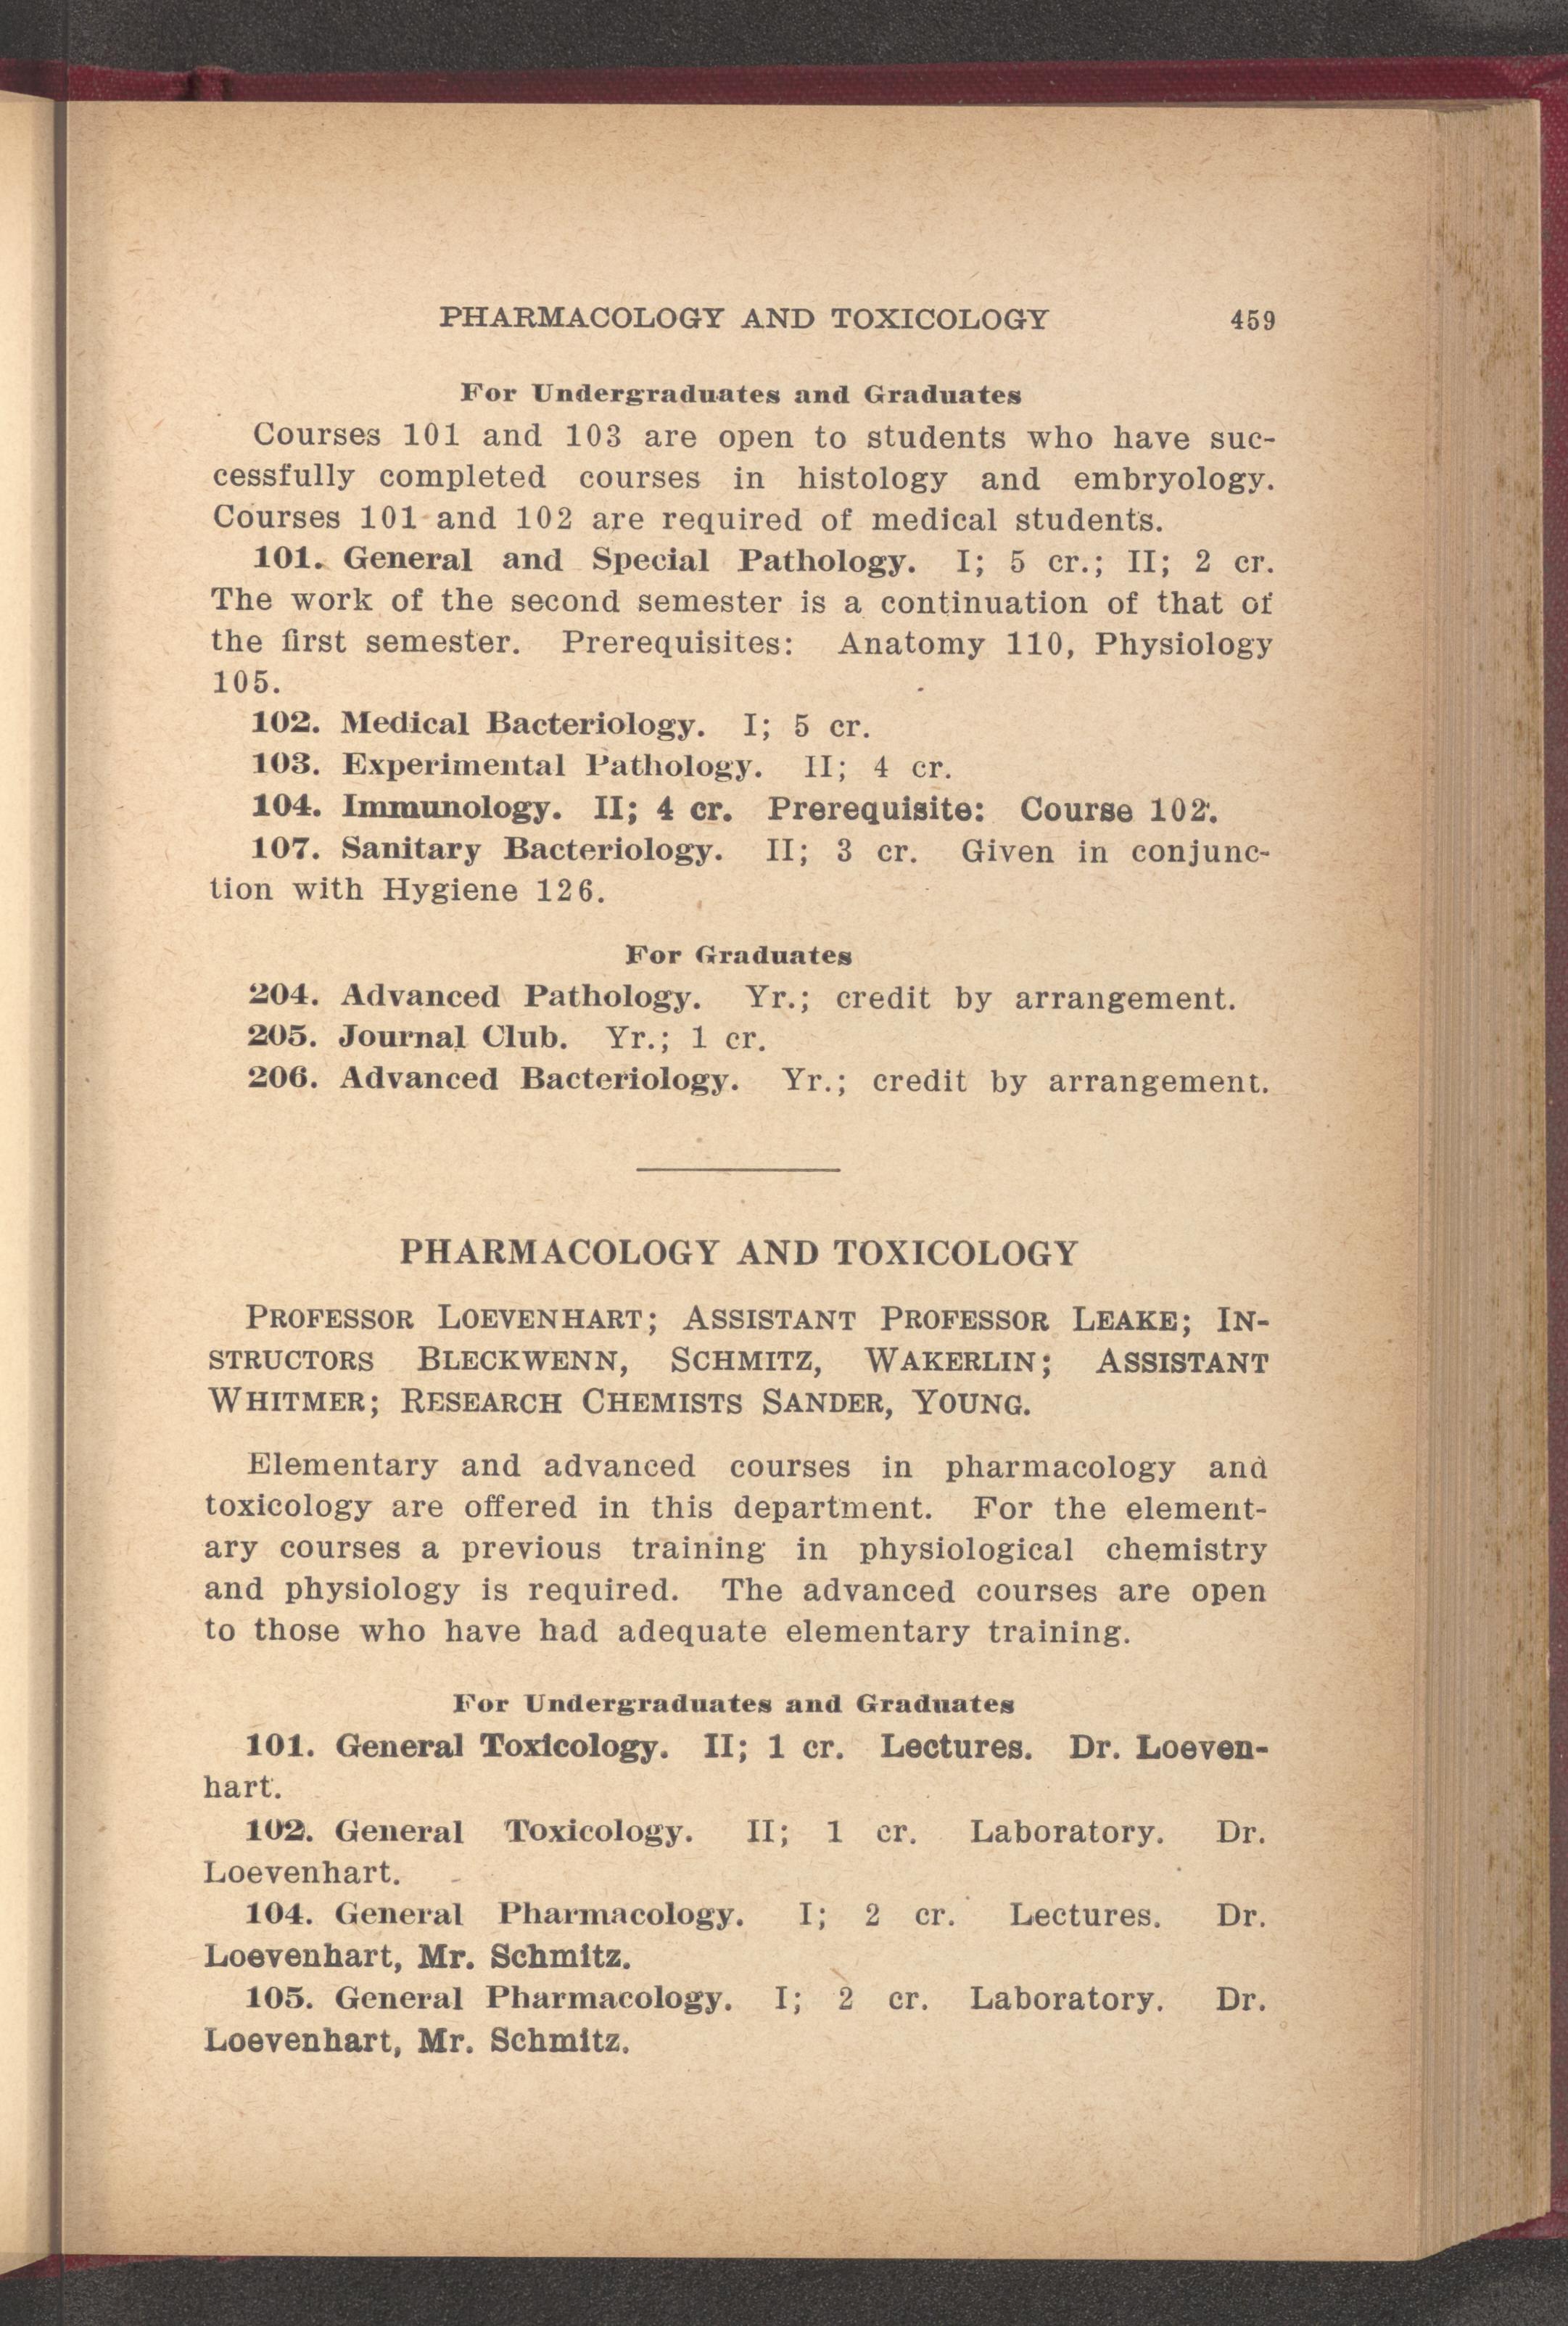 PHARMACOLOGY AND TOXICOLOGY 459
For Undergraduates and Graduates
Courses 101 and 103 are open to students who have suc-
cessfully completed courses in histology and embryology.
Courses 101 and 102 are required of medical students.
101. General and Special Pathology. I; 5 cr.; II; 2 cr.
The work of the second semester is a continuation of that of
the first semester. Prerequisites: Anatomy 110, Physiology
105.
102. Medical Bacteriology. I; 5 cr.
103. Experimental Pathology. II; 4 cr.
104. Immunology. II; 4 cr. Prerequisite: Course 102.
107. Sanitary Bacteriology. II; 3 cr. Given in conjunc-
tion with Hygiene 126.
For Graduates
204. Advanced Pathology. Yr.; credit by arrangement.
205. Journal Club. Yr.; 1 cr.
206. Advanced Bacteriology. Yr.; credit by arrangement.
PHARMACOLOGY AND TOXICOLOGY
PROFESSOR LOEVENHART; ASSISTANT PROFESSOR LEAKE; IN-
STRUCTORS BLECKWENN, SCHMITZ, WAKERLIN; ASSISTANT
WHITMER; RESEARCH CHEMISTS SANDER, YOUNG.
Elementary and advanced courses in pharmacology and
toxicology are offered in this department. For the element-
ary courses a previous training in physiological chemistry
and physiology is required. The advanced courses are open
to those who have had adequate elementary training.
For Undergraduates and Graduates
101. General Toxicology. II; 1 cr. Lectures. Dr. Loeven-
hart.
102. General Toxicology. II; 1 cr. Laboratory. Dr.
Loevenhart.
104. General Pharmacology. I; 2 cr. Lectures. Dr.
Loevenhart, Mr. Schmitz.
105. General Pharmacology. I; 2 cr. Laboratory. Dr.
Loevenhart, Mr. Schmitz.